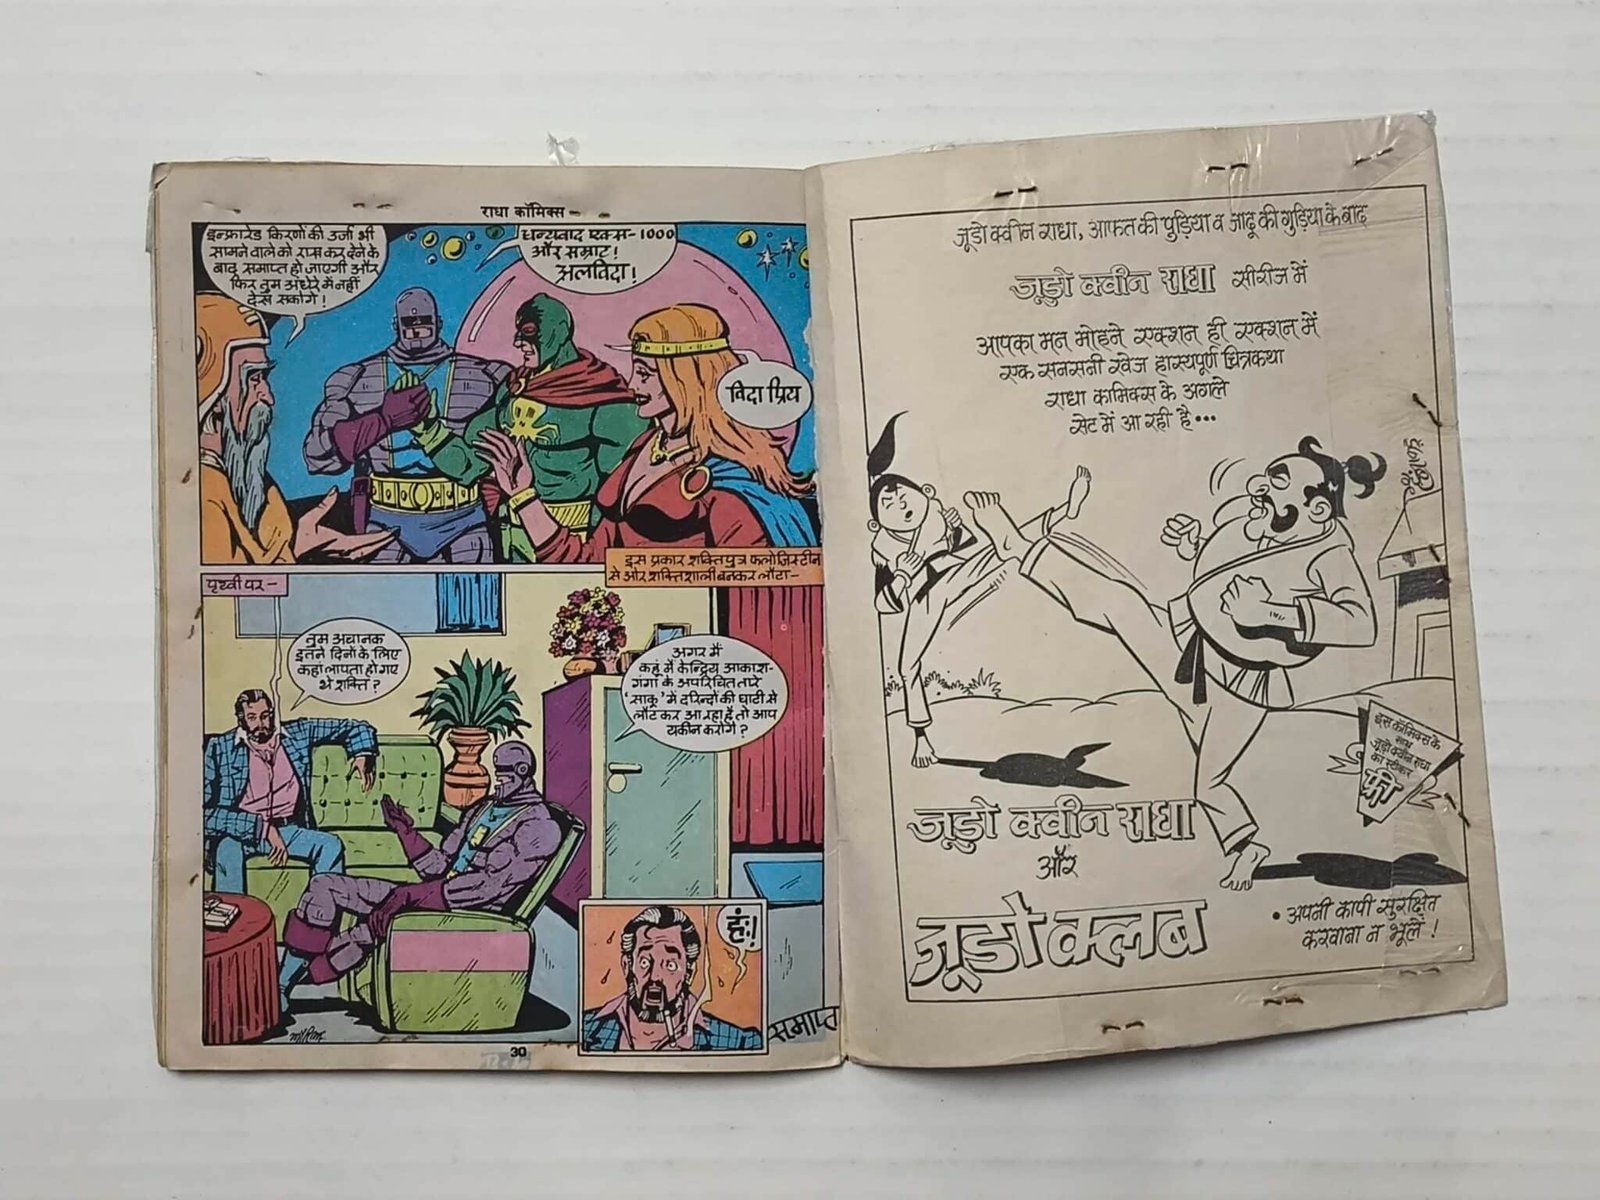 राधा कॉमिक्स
इन्फ्रारेड किरणों की उर्जा भी
सामने वाले को रास्त कर देने के
बाद समाप्त हो जाएगी और
फिर तुम अंधेरे में नहीं
देख सकोगे!
धन्यवाद एक्स-1000
और सम्राट!
अलविदा!
विदा प्रिय
इस प्रकार शक्तिपुत्र फ्लोजिस्टीन
से और शक्तिशाली बनकर लौटा-
पृथ्वी पर-
तुम अचानक
इतने दिनों के लिए
कहां लापता हो गए
थे शक्ति?
अगर मैं
कहूं में केन्द्रिय आकाश-
गंगा के अपरिचित तारे
'साकू' में दरिन्दों की घाटी से
लौट कर आ रहा हूँ तो आप
यकीन करोगे?
हं:!
समाप्त
30
जूडो क्वीन राधा, आफत की पुड़िया व जादू की गुड़िया के बाद
जूडो क्वीन राधा सीरीज में
आपका मन मोहने एक्शन ही एक्शन में
एक सनसनी खेज हास्यपूर्ण चित्रकथा
राधा कामिक्स के अगले
सेट में आ रही है...
इस कॉमिक्स के
साथ
जूडो क्वीन राधा
का स्टीकर
फ्री
जूडो क्वीन राधा
और
जूडो क्लब
• अपनी कापी सुरक्षित
करवाना न भूलें!